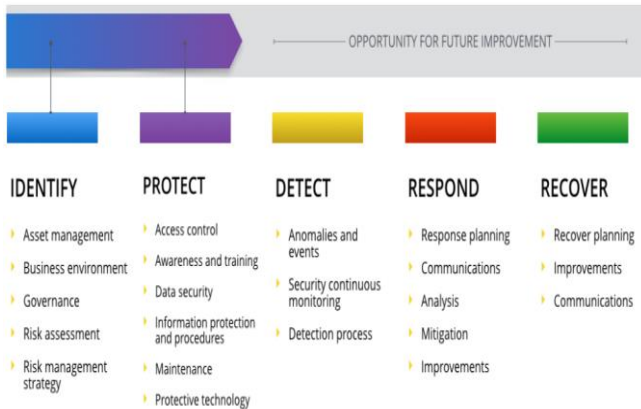 OPPORTUNITY FOR FUTURE IMPROVEMENT
IDENTIFY
Asset management
Business environment
Governance
Risk assessment
Risk management
strategy
PROTECT
Access control
Awareness and training
Data security
Information protection
and procedures
Maintenance
Protective technology
DETECT
Anomalies and
events
Security continuous
monitoring
Detection process
RESPOND
Response planning
Communications
Analysis
Mitigation
Improvements
RECOVER
Recover planning
Improvements
Communications